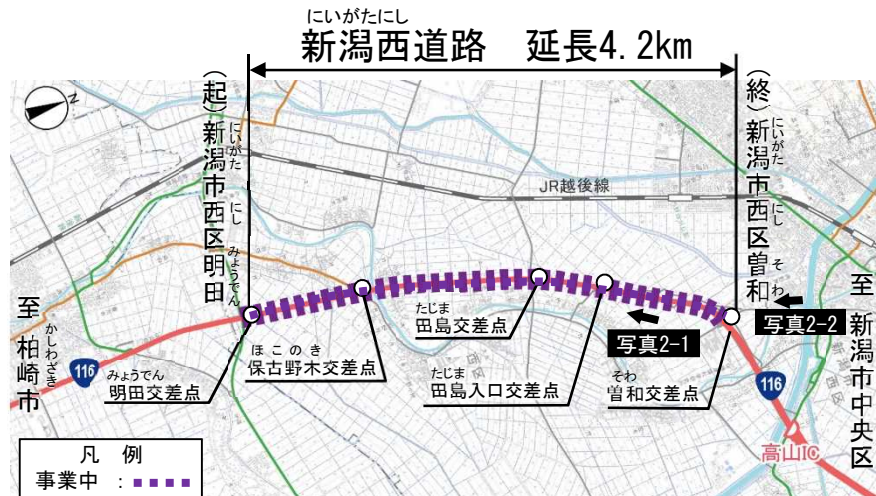 にいがたにし
新潟西道路 延長4.2km
(起)新潟市西区明田
にいがた にし みょうでん
(終)新潟市西区曽和
にいがた にし そわ
N
JR越後線
至 柏崎市
かしわざき
至 新潟市中央区
116
みょうでん
明田交差点
ほこのき
保古野木交差点
たじま
田島交差点
たじま
田島入口交差点
そわ
曽和交差点
写真2-1
写真2-2
116
高山IC
凡 例
事業中 :